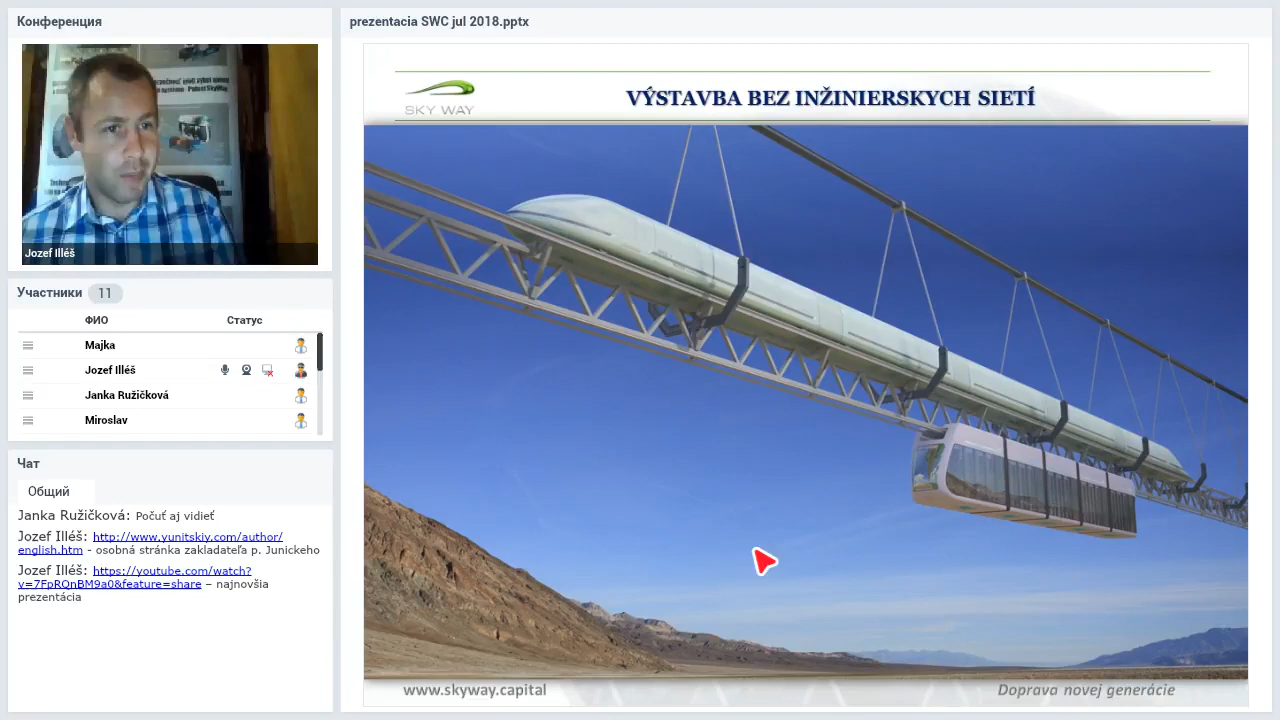 Конференция
Jozef Illéš
Участники 11
ФИО Статус
Majka
Jozef Illéš
Janka Ružičková
Miroslav
Чат
Общий
Janka Ružičková: Počuť aj vidieť
Jozef Illéš: http://www.yunitskiy.com/author/
english.htm - osobná stránka zakladateľa p. Junickeho
Jozef Illéš: https://youtube.com/watch?
v=7FpRQnBM9a0&feature=share – najnovšia
prezentácia
prezentacia SWC jul 2018.pptx
SKY WAY
VÝSTAVBA BEZ INŽINIERSKYCH SIETÍ
www.skyway.capital
Doprava novej generácie